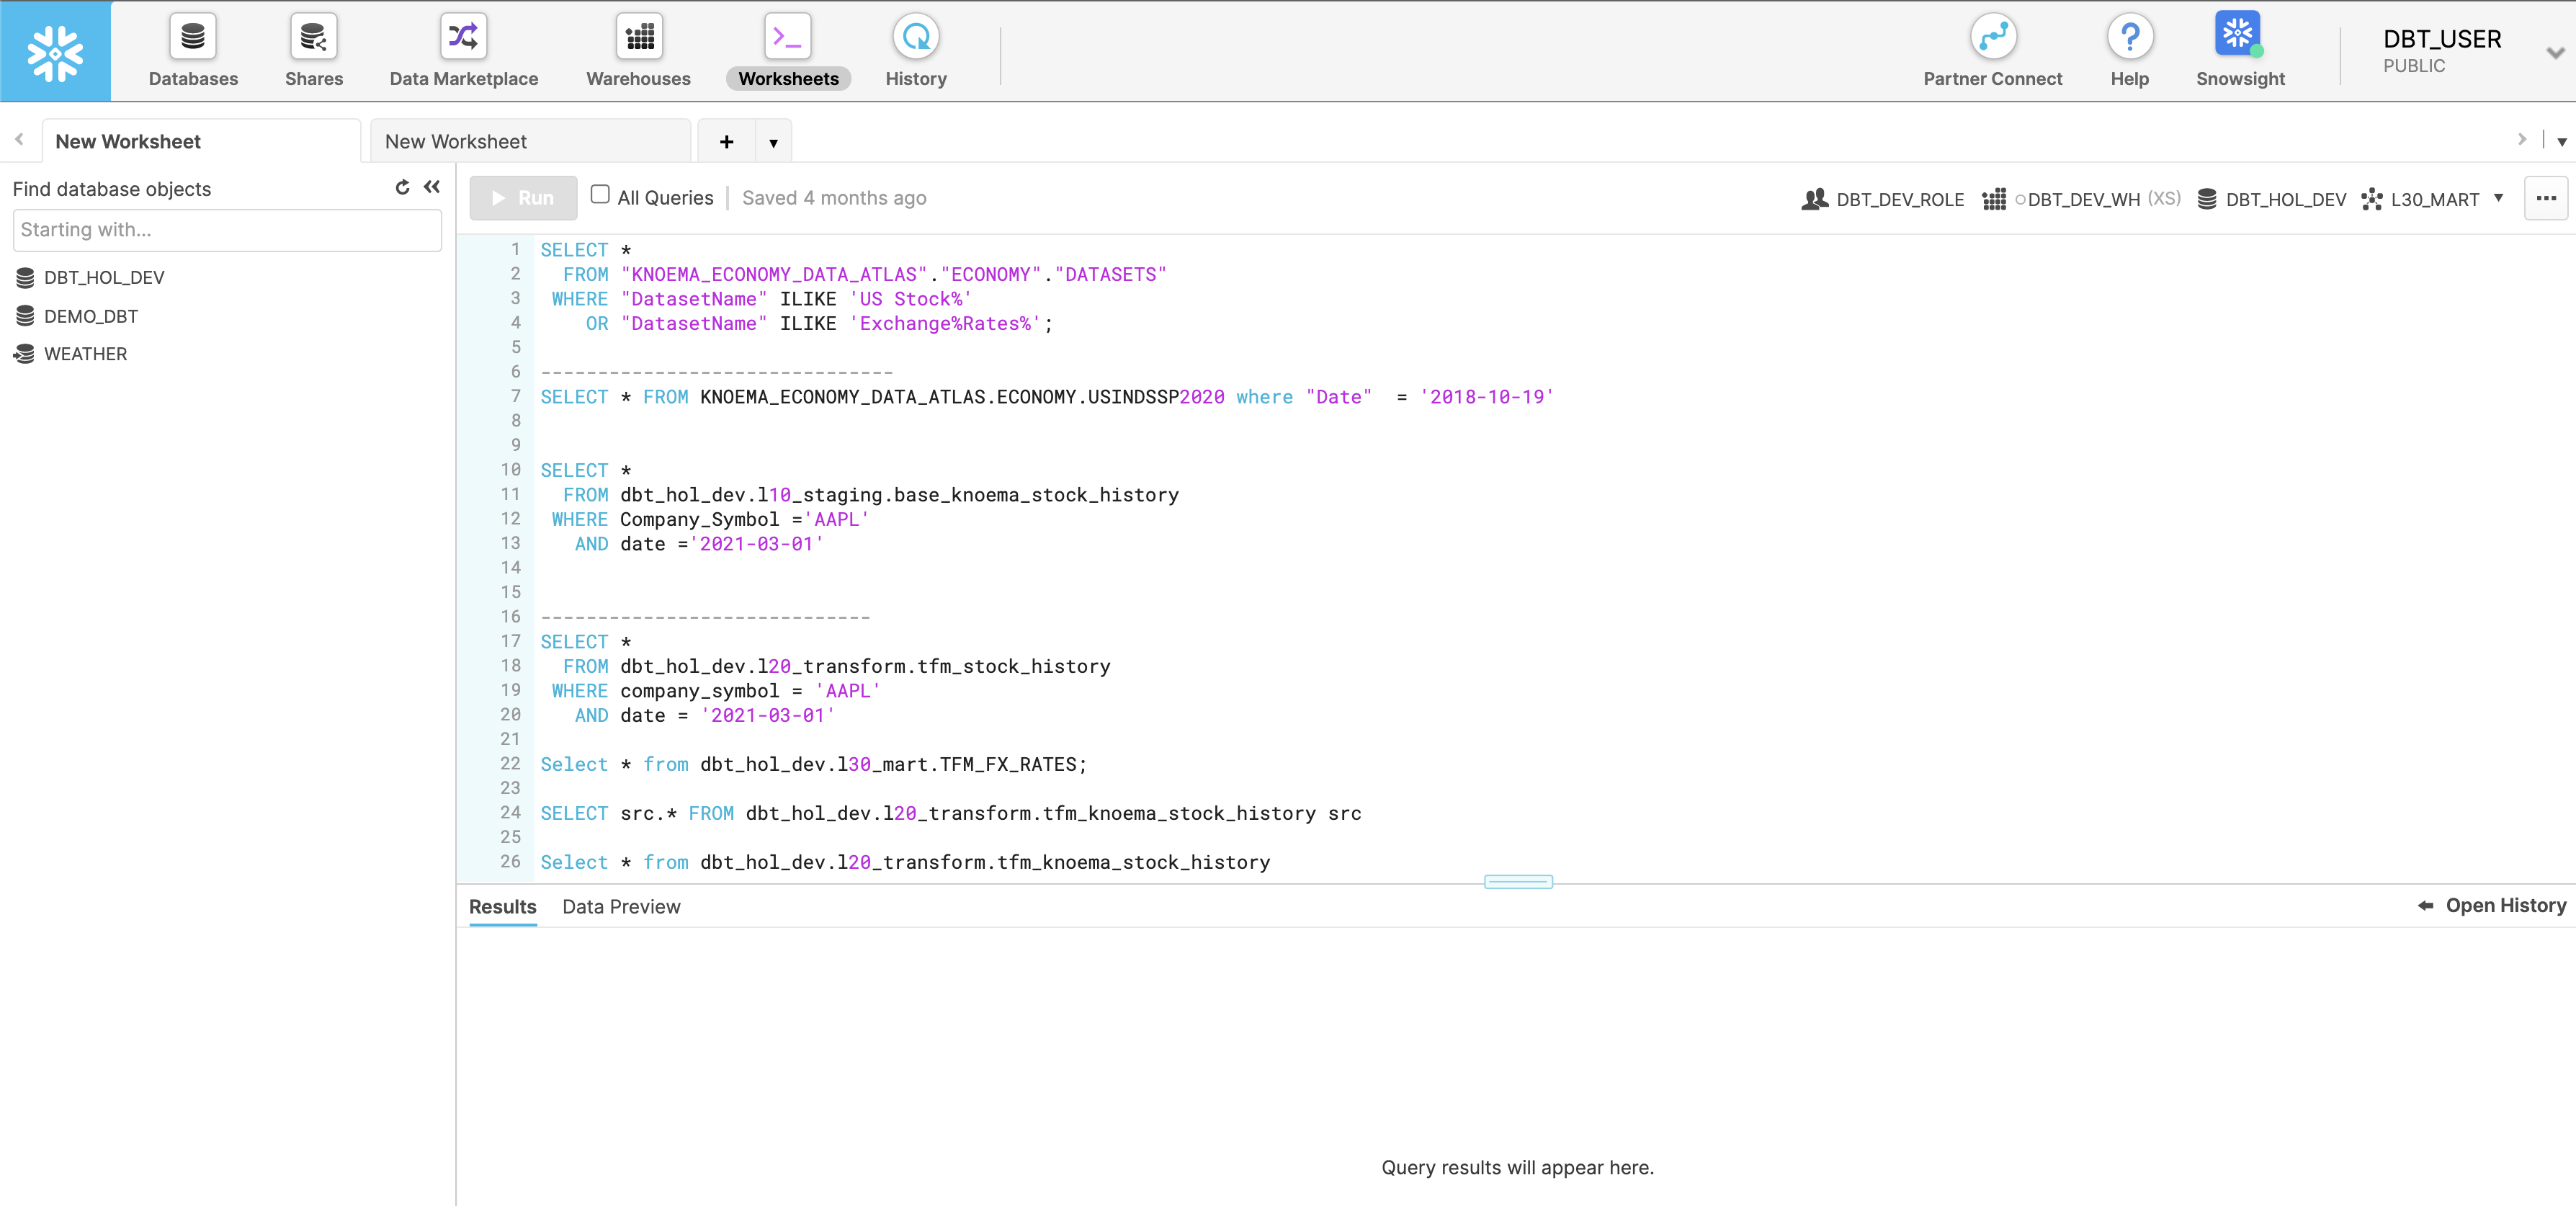 Databases
Shares
Data Marketplace
Warehouses
Worksheets
History
Partner Connect
Help
Snowsight
DBT_USER
PUBLIC
New Worksheet
New Worksheet
Find database objects
Starting with...
DBT_HOL_DEV
DEMO_DBT
WEATHER
Run
All Queries
Saved 4 months ago
DBT_DEV_ROLE
DBT_DEV_WH (XS)
DBT_HOL_DEV
L30_MART
1 SELECT *
2 FROM "KNOEMA_ECONOMY_DATA_ATLAS"."ECONOMY"."DATASETS"
3 WHERE "DatasetName" ILIKE 'US Stock%'
4 OR "DatasetName" ILIKE 'Exchange%Rates%';
5
6 -------------------------------
7 SELECT * FROM KNOEMA_ECONOMY_DATA_ATLAS.ECONOMY.USINDSSP2020 where "Date"  = '2018-10-19'
8
9
10 SELECT *
11 FROM dbt_hol_dev.l10_staging.base_knoema_stock_history
12 WHERE Company_Symbol ='AAPL'
13 AND date ='2021-03-01'
14
15
16 -----------------------------
17 SELECT *
18 FROM dbt_hol_dev.l20_transform.tfm_stock_history
19 WHERE company_symbol = 'AAPL'
20 AND date = '2021-03-01'
21
22 Select * from dbt_hol_dev.l30_mart.TFM_FX_RATES;
23
24 SELECT src.* FROM dbt_hol_dev.l20_transform.tfm_knoema_stock_history src
25
26 Select * from dbt_hol_dev.l20_transform.tfm_knoema_stock_history
Results
Data Preview
Open History
Query results will appear here.